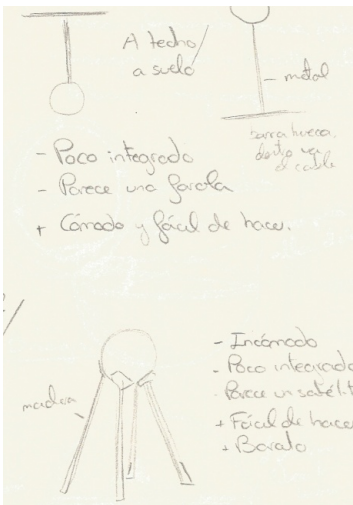 A techo
a suelo
- metal
barra hueca.
dentro va
el cable
- Poco integrado
- Parece una farola
+ Cómodo y fácil de hacer.
madera
- Incómodo
- Poco integrado
- Parece un satélit
+ Fácil de hacer
+ Barato